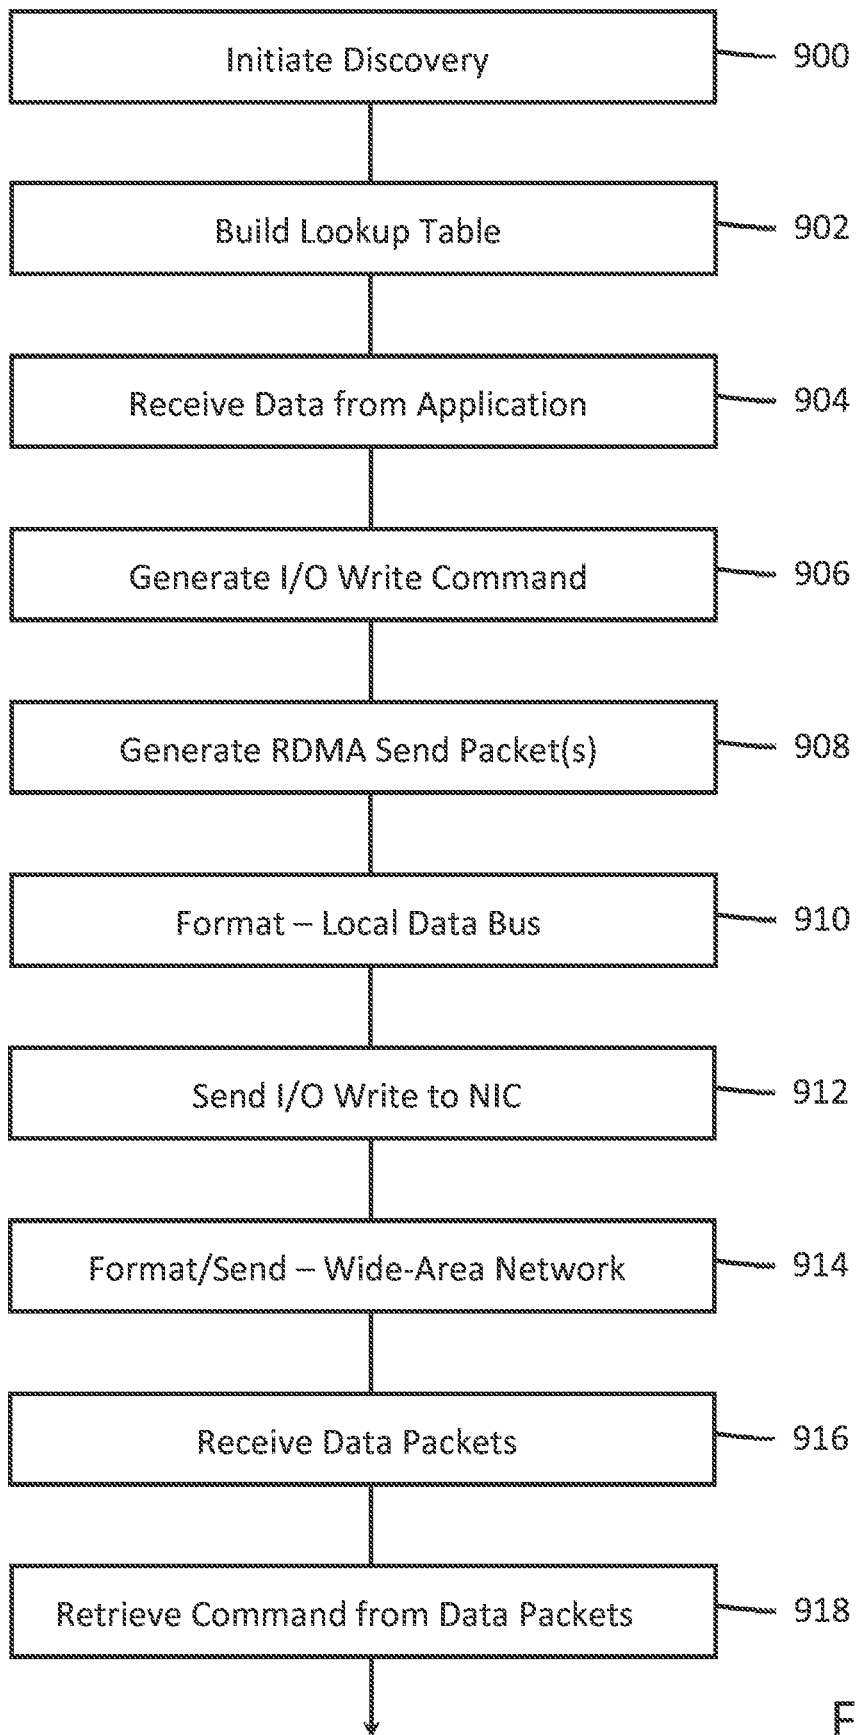 Initiate Discovery 900
Build Lookup Table 902
Receive Data from Application 904
Generate I/O Write Command 906
Generate RDMA Send Packet(s) 908
Format – Local Data Bus 910
Send I/O Write to NIC 912
Format/Send – Wide-Area Network 914
Receive Data Packets 916
Retrieve Command from Data Packets 918